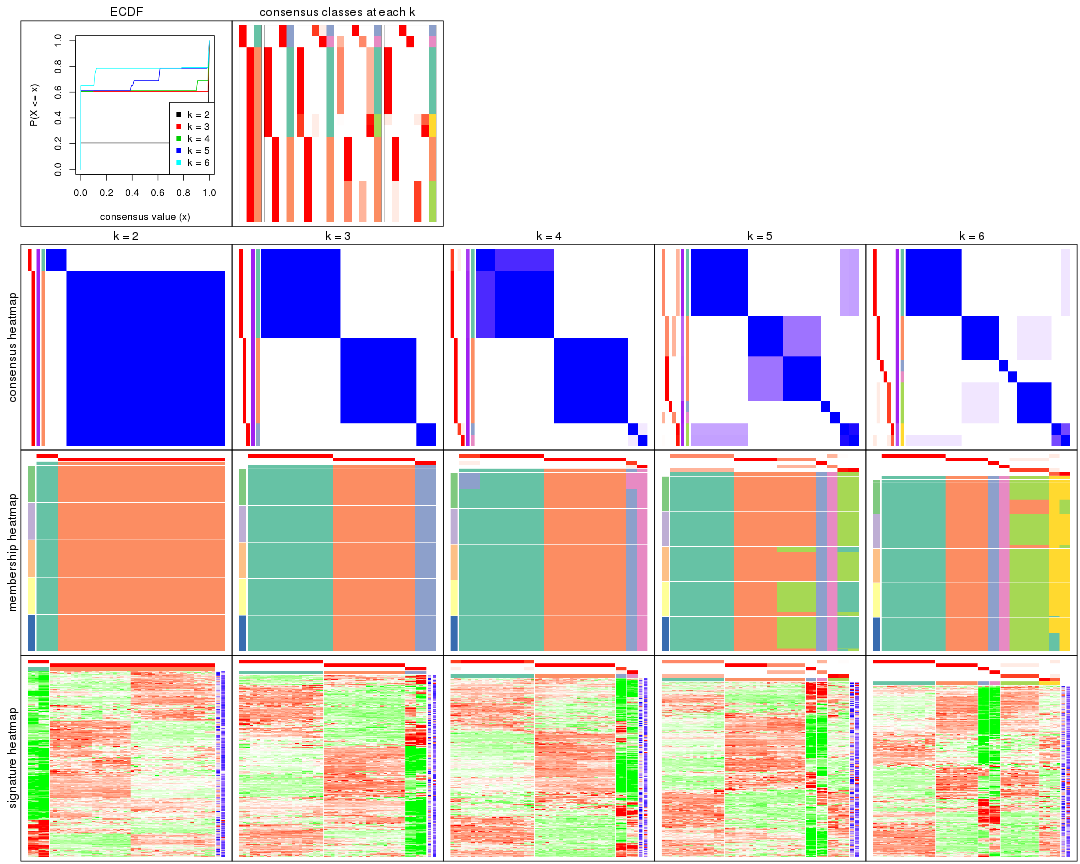 ECDF
consensus classes at each k
P(X <= x)
1.0
0.8
0.6
0.4
0.2
0.0
k = 2
k = 3
k = 4
k = 5
k = 6
0.0 0.2 0.4 0.6 0.8 1.0
consensus value (x)
k = 2
k = 3
k = 4
k = 5
k = 6
consensus heatmap
membership heatmap
signature heatmap